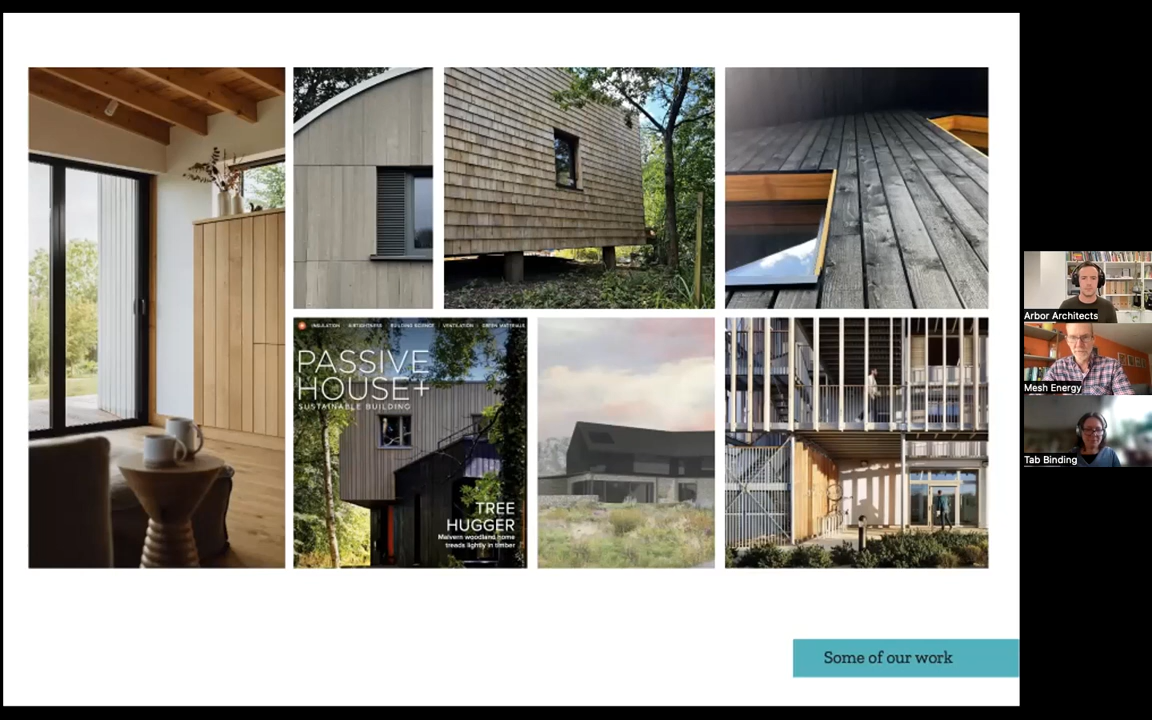 INSULATION | AIRTIGHTNESS | BUILDING SCIENCE | VENTILATION | GREEN MATERIALS
PASSIVE
HOUSE+
SUSTAINABLE BUILDING
TREE
HUGGER
Malvern woodland home
treads lightly in timber
Some of our work
Arbor Architects
Mesh Energy
Tab Binding